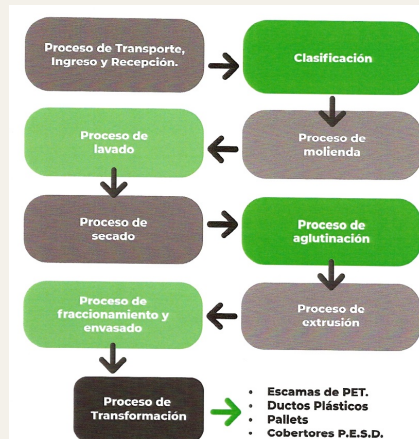 Proceso de Transporte,
Ingreso y Recepción.
Clasificación
Proceso de
molienda
Proceso de
lavado
Proceso de
secado
Proceso de
aglutinación
Proceso de
extrusión
Proceso de
fraccionamiento y
envasado
Proceso de
Transformación
• Escamas de PET.
• Ductos Plásticos
• Pallets
• Cobertores P.E.S.D.